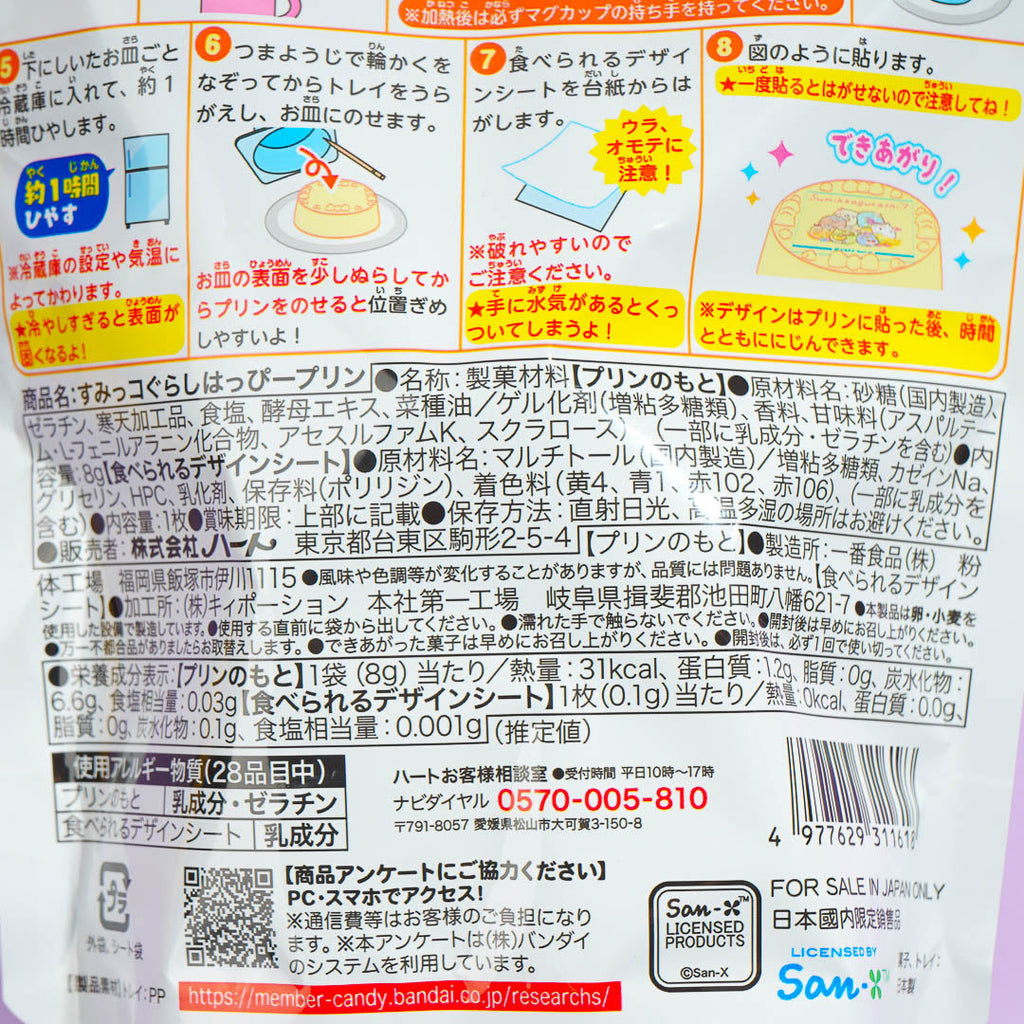 ※加熱後は必ずマグカップの持ち手を持ってください。
5 下にしいたお皿ごと
冷蔵庫に入れて、約1
時間ひやします。
約1時間
ひやす
※冷蔵庫の設定や気温に
よってかわります。
★冷やしすぎると表面が
固くなるよ!
6 つまようじで輪かくを
なぞってからトレイをうら
がえし、お皿にのせます。
お皿の表面を少しぬらしてか
らプリンをのせると位置ぎめ
しやすいよ!
7 食べられるデザイ
ンシートを台紙からは
がします。
ウラ、
オモテに
注意!
※破れやすいので
ご注意ください。
★手に水気があるとくっ
ついてしまうよ!
8 図のように貼ります。
★一度貼るとはがせないので注意してね!
できあがり!
Sumikkogurashi
※デザインはプリンに貼った後、時間
とともににじんできます。
商品名:すみっコぐらしはっぴープリン ●名称:製菓材料【プリンのもと】●原材料名:砂糖(国内製造)、
ゼラチン、寒天加工品、食塩、酵母エキス、菜種油/ゲル化剤(増粘多糖類)、香料、甘味料(アスパルテー
ム・L-フェニルアラニン化合物、アセスルファムK、スクラロース)、(一部に乳成分・ゼラチンを含む)●内
容量:8g【食べられるデザインシート】●原材料名:マルチトール(国内製造)/増粘多糖類、カゼインNa、
グリセリン、HPC、乳化剤、保存料(ポリリジン)、着色料(黄4、青1、赤102、赤106)、(一部に乳成分を
含む)●内容量:1枚●賞味期限:上部に記載●保存方法:直射日光、高温多湿の場所はお避けください。
●販売者:株式会社ハート 東京都台東区駒形2-5-4【プリンのもと】●製造所:一番食品(株) 粉
体工場 福岡県飯塚市伊川1115 ●風味や色調等が変化することがありますが、品質には問題ありません。【食べられるデザイン
シート】●加工所:(株)キィポーション 本社第一工場 岐阜県揖斐郡池田町八幡621-7 ●本製品は卵・小麦を
使用した設備で製造しています。●使用する直前に袋から出してください。●濡れた手で触らないでください。●開封後は早めにお召し上がりください。
●万一不都合品がありましたらお取替えします。●できあがった菓子は早めにお召し上がりください。●開封後は、必ず1回で使い切ってください。
●栄養成分表示:【プリンのもと】1袋(8g)当たり/熱量:31kcal、蛋白質:1.2g、脂質:0g、炭水化物:
6.6g、食塩相当量:0.03g【食べられるデザインシート】1枚(0.1g)当たり/熱量:0kcal、蛋白質:0.0g、
脂質:0g、炭水化物:0.1g、食塩相当量:0.001g (推定値)
使用アレルギー物質(28品目中)
プリンのもと 乳成分・ゼラチン
食べられるデザインシート 乳成分
ハートお客様相談室 ●受付時間 平日10時~17時
ナビダイヤル 0570-005-810
〒791-8057 愛媛県松山市大可賀3-150-8
4 977629 311618
プラ
外袋、シート袋
【製品素材】トレイ:PP
【商品アンケートにご協力ください】
PC・スマホでアクセス!
※通信費等はお客様のご負担になり
ます。※本アンケートは(株)バンダイ
のシステムを利用しています。
https://member-candy.bandai.co.jp/researchs/
San-X™
LICENSED
PRODUCTS
©San-X
FOR SALE IN JAPAN ONLY
日本國内限定銷售品
LICENSED BY
San-X™
菓子、トレイ:
日本製